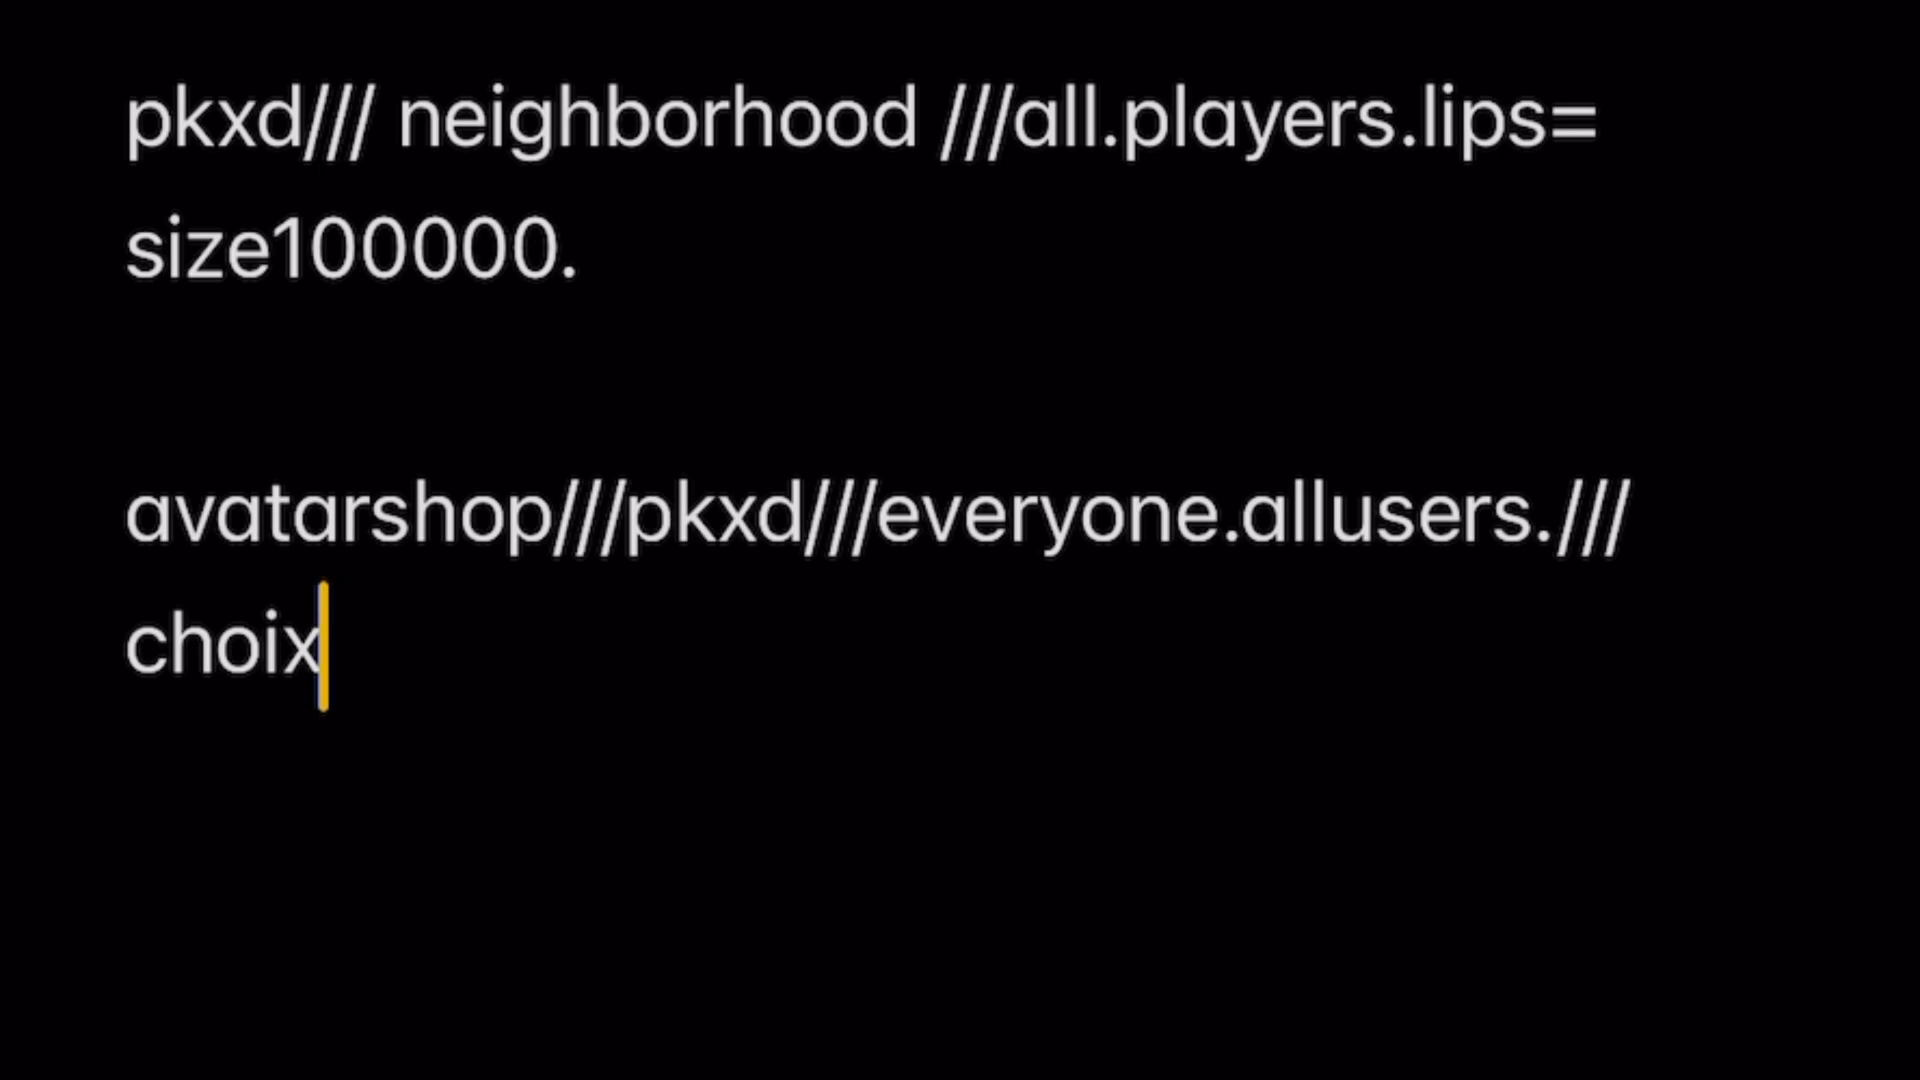 pkxd/// neighborhood ///all.players.lips=
size100000.
avatarshop///pkxd///everyone.allusers.///
choix